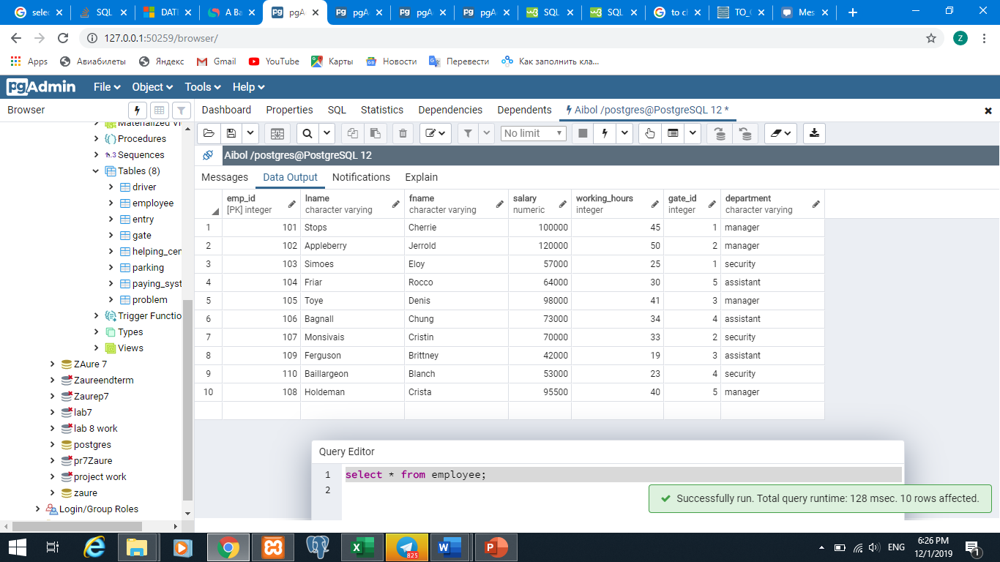 selec SQL DATE A Ba pgA pgA pgA pgA SQL SQL to cl TO_C Mes
127.0.0.1:50259/browser/ Z
Apps Авиабилеты Яндекс Gmail YouTube Карты Новости Перевести Как заполнить кла...
pgAdmin File Object Tools Help
Browser Dashboard Properties SQL Statistics Dependencies Dependents Aibol /postgres@PostgreSQL 12 *
No limit
Aibol /postgres@PostgreSQL 12
Messages Data Output Notifications Explain
Materialized Vi
Procedures
Sequences
Tables (8)
driver
employee
entry
gate
helping_cen
parking
paying_syst
problem
Trigger Functio
Types
Views
ZAure 7
Zaureendterm
Zaurep7
lab7
lab 8 work
postgres
pr7Zaure
project work
zaure
Login/Group Roles
emp_id lname fname salary working_hours gate_id department
[PK] integer character varying character varying numeric integer integer character varying
1 101 Stops Cherrie 100000 45 1 manager
2 102 Appleberry Jerrold 120000 50 2 manager
3 103 Simoes Eloy 57000 25 1 security
4 104 Friar Rocco 64000 30 5 assistant
5 105 Toye Denis 98000 41 3 manager
6 106 Bagnall Chung 73000 34 4 assistant
7 107 Monsivais Cristin 70000 33 2 security
8 109 Ferguson Brittney 42000 19 3 assistant
9 110 Baillargeon Blanch 53000 23 4 security
10 108 Holdeman Crista 95500 40 5 manager
Query Editor
1 select * from employee;
2
Successfully run. Total query runtime: 128 msec. 10 rows affected.
825
ENG
6:26 PM
12/1/2019
1